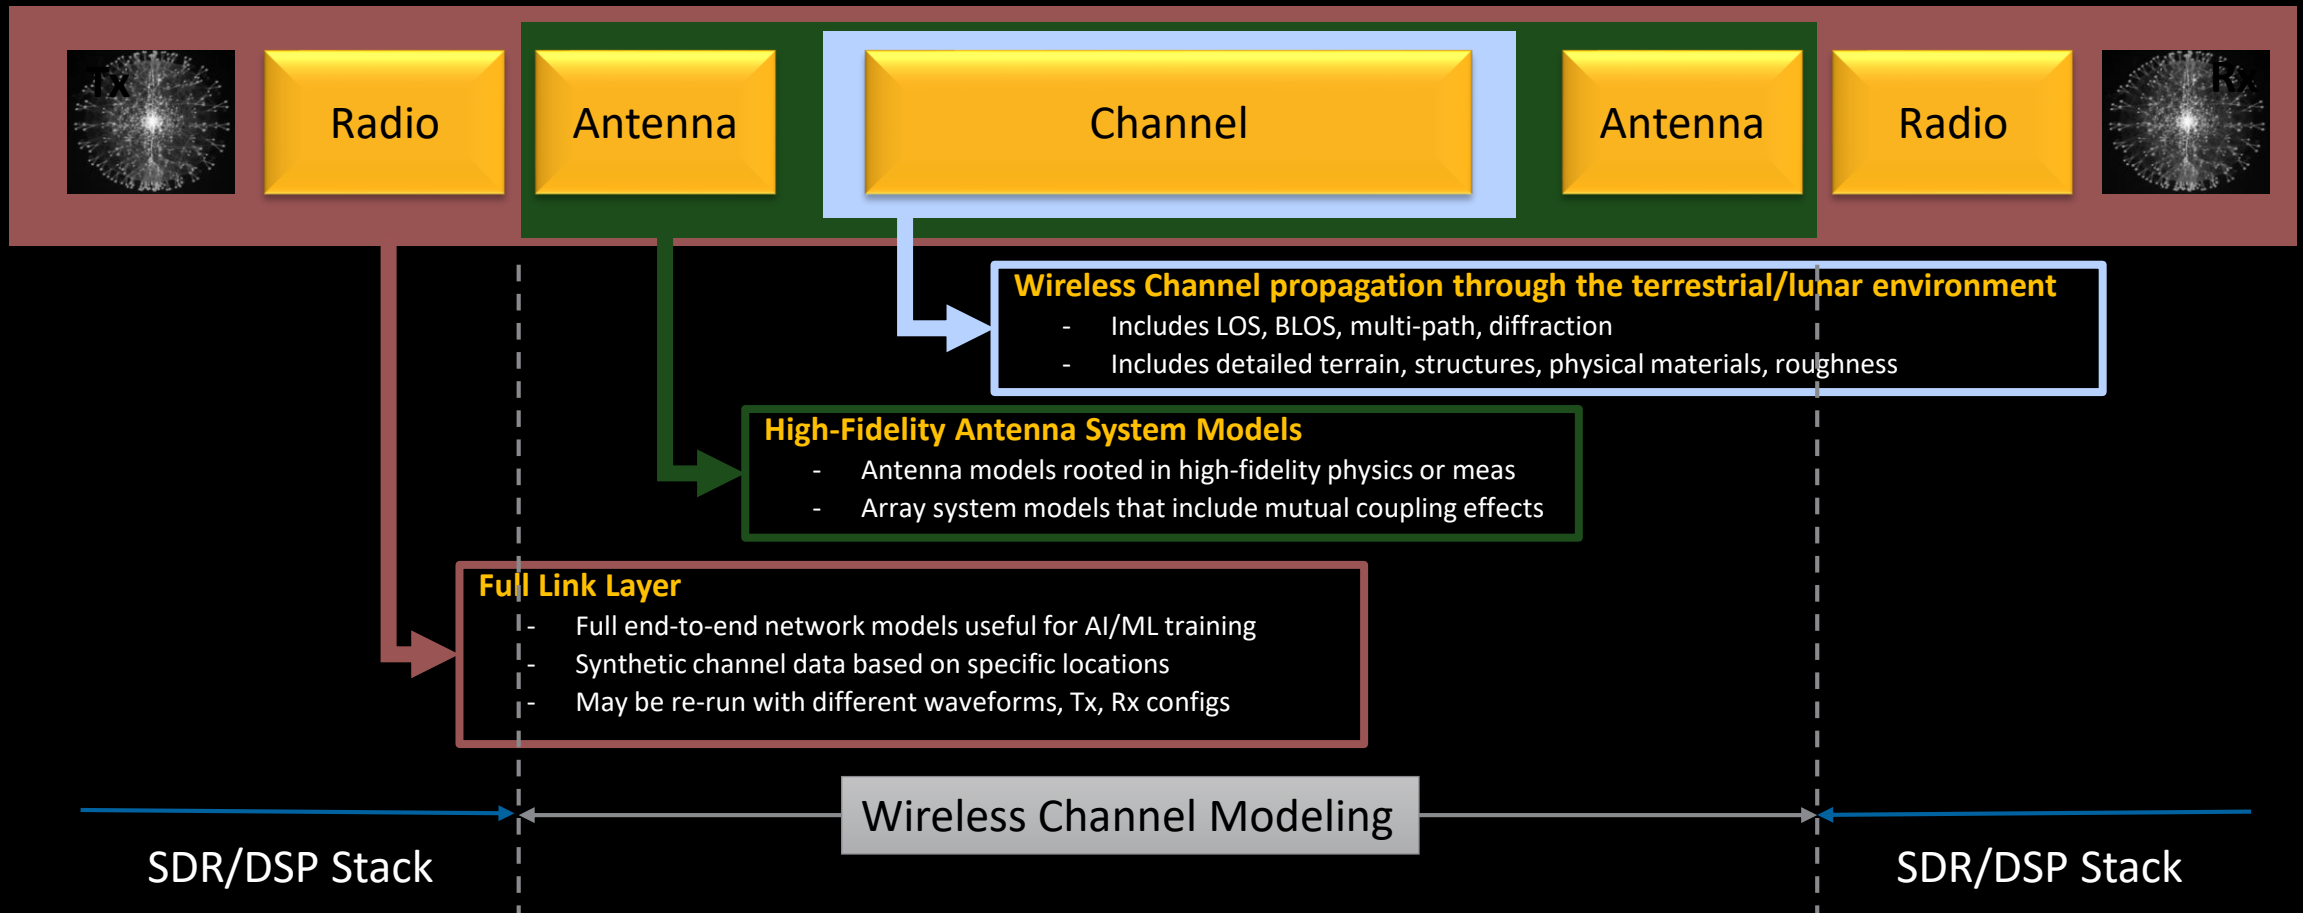 Tx
Radio
Antenna
Channel
Antenna
Radio
Rx
Wireless Channel propagation through the terrestrial/lunar environment
- Includes LOS, BLOS, multi-path, diffraction
- Includes detailed terrain, structures, physical materials, roughness
High-Fidelity Antenna System Models
- Antenna models rooted in high-fidelity physics or meas
- Array system models that include mutual coupling effects
Full Link Layer
- Full end-to-end network models useful for AI/ML training
- Synthetic channel data based on specific locations
- May be re-run with different waveforms, Tx, Rx configs
Wireless Channel Modeling
SDR/DSP Stack
SDR/DSP Stack